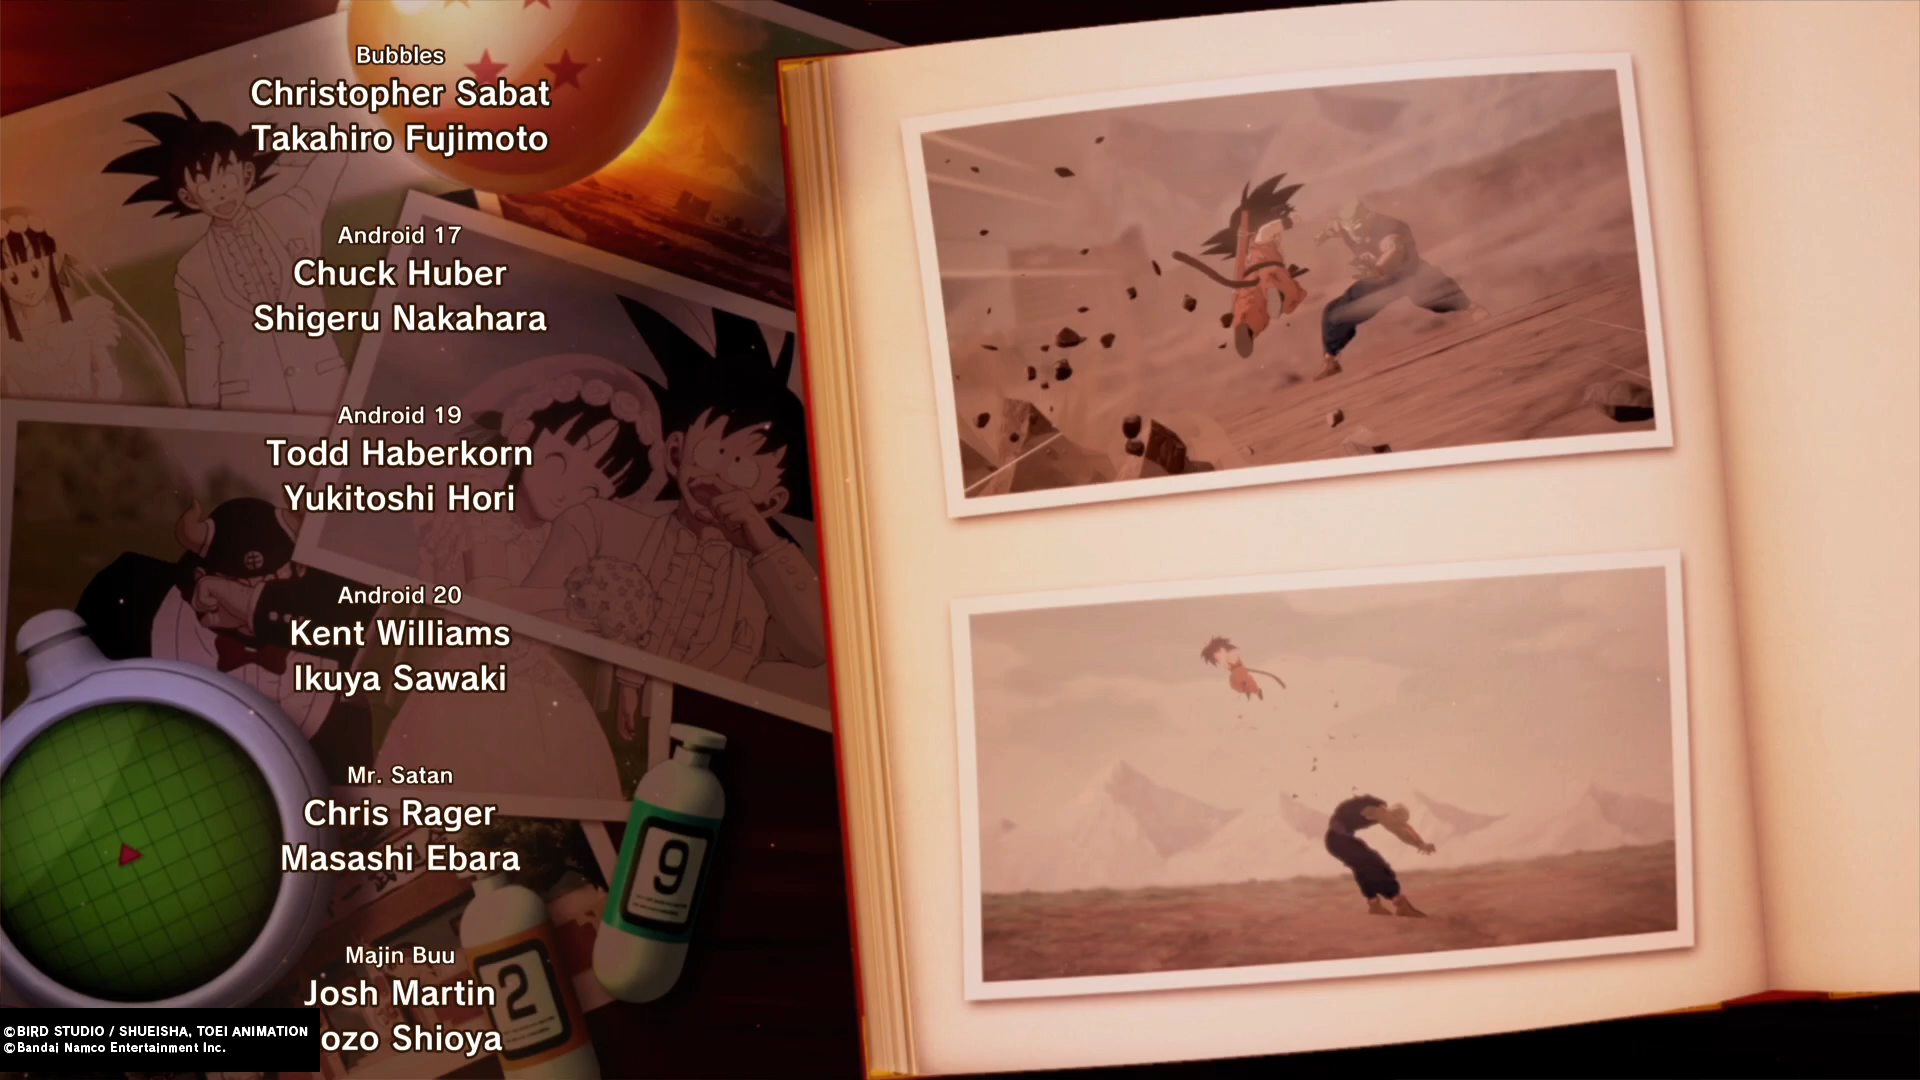 Bubbles
Christopher Sabat
Takahiro Fujimoto
Android 17
Chuck Huber
Shigeru Nakahara
Android 19
Todd Haberkorn
Yukitoshi Hori
Android 20
Kent Williams
Ikuya Sawaki
Mr. Satan
Chris Rager
Masashi Ebara
Majin Buu
Josh Martin
ozo Shioya
9
2
©BIRD STUDIO / SHUEISHA, TOEI ANIMATION
©Bandai Namco Entertainment Inc.